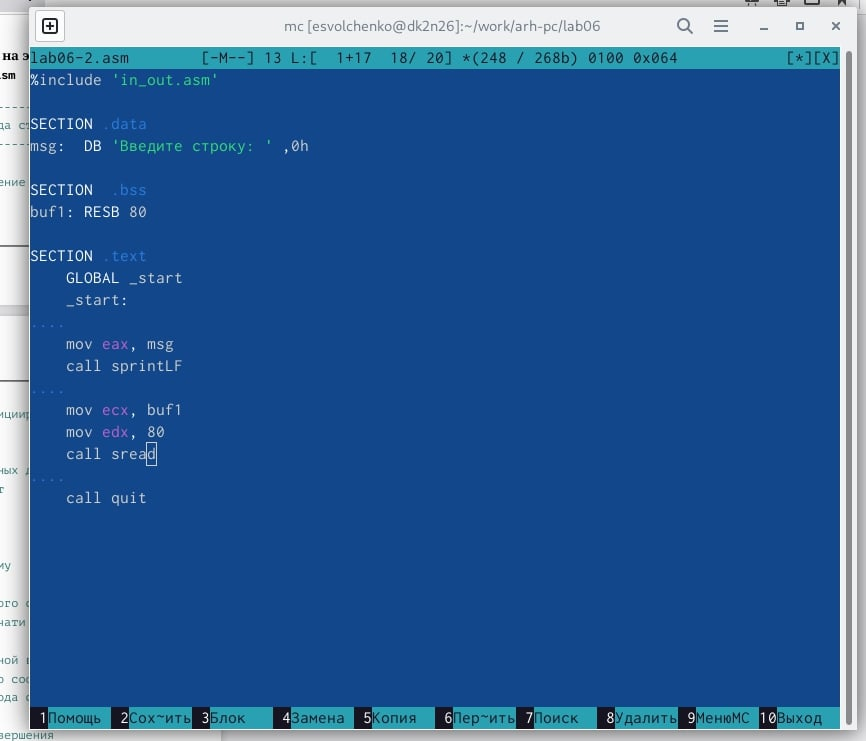 mc [esvolchenko@dk2n26]:~/work/arh-pc/lab06
на э
sm
lab06-2.asm [-M--] 13 L:[ 1+17 18/ 20] *(248 / 268b) 0100 0x064 [*][X]
%include 'in_out.asm'
SECTION .data
msg: DB 'Введите строку: ' ,0h
SECTION .bss
buf1: RESB 80
SECTION .text
GLOBAL _start
_start:
....
mov eax, msg
call sprintLF
....
mov ecx, buf1
mov edx, 80
call sread
....
call quit
1Помощь 2Сох~ить 3Блок 4Замена 5Копия 6Пер~ить 7Поиск 8Удалить 9МенюМС 10Выход